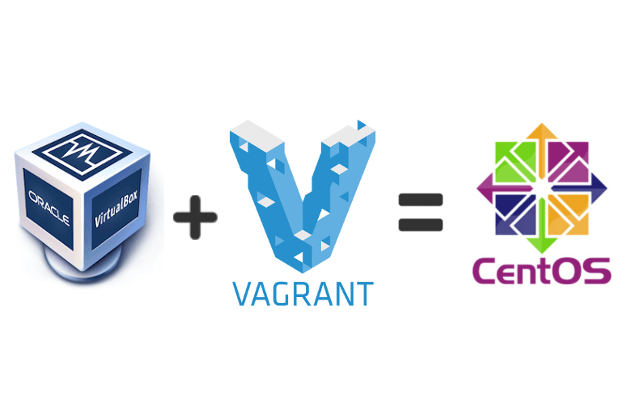 ORACLE
VirtualBox
+
VAGRANT
=
CentOS